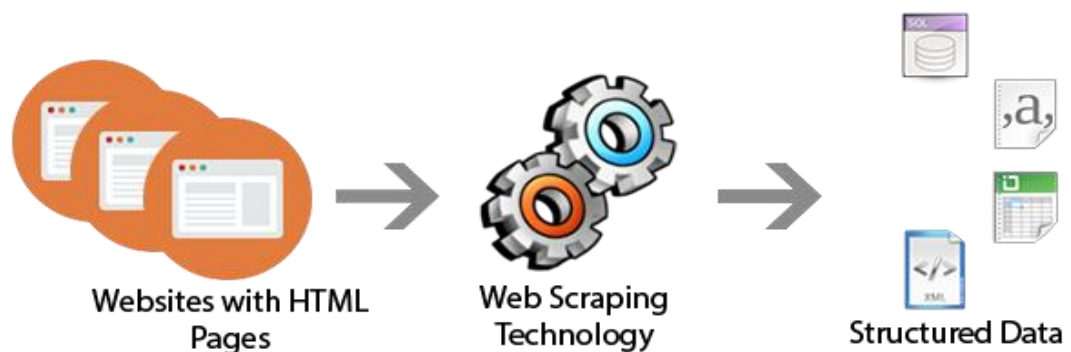 SQL
,a,
</>
XML
Websites with HTML
Pages
Web Scraping
Technology
Structured Data